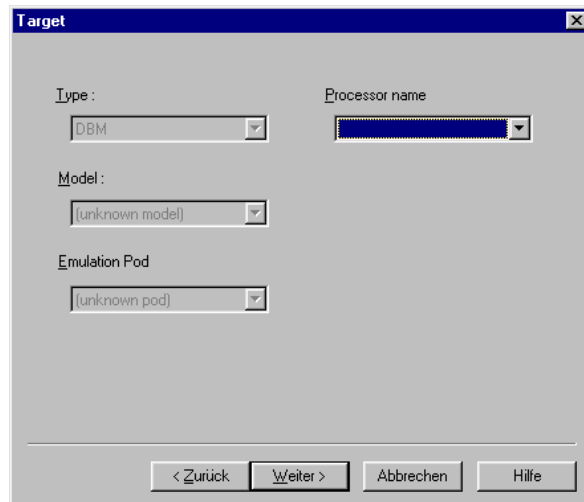 Target
Type :
Processor name
DBM
Model :
(unknown model)
Emulation Pod
(unknown pod)
< Zurück
Weiter >
Abbrechen
Hilfe